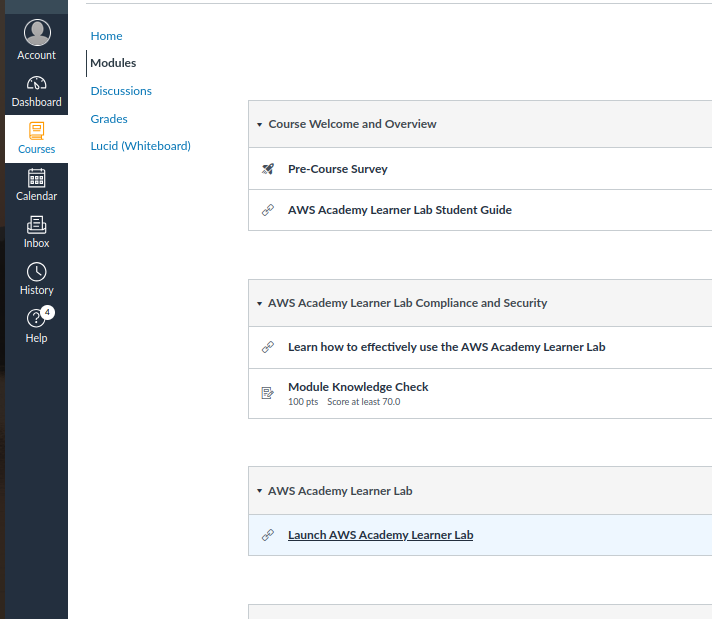 Account
Dashboard
Courses
Calendar
Inbox
History
4
Help
Home
Modules
Discussions
Grades
Lucid (Whiteboard)
Course Welcome and Overview
Pre-Course Survey
AWS Academy Learner Lab Student Guide
AWS Academy Learner Lab Compliance and Security
Learn how to effectively use the AWS Academy Learner Lab
Module Knowledge Check
100 pts Score at least 70.0
AWS Academy Learner Lab
Launch AWS Academy Learner Lab